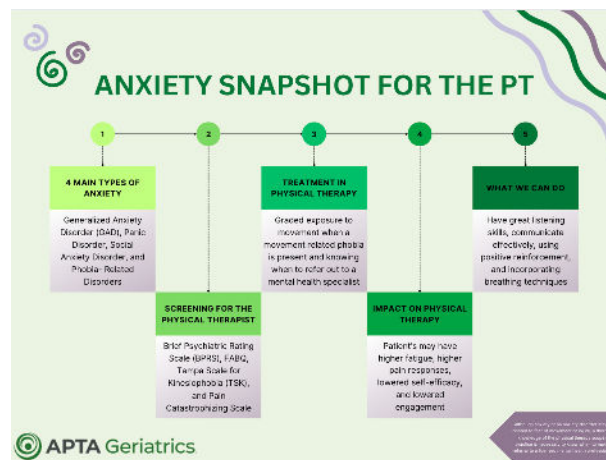 ANXIETY SNAPSHOT FOR THE PT
1
2
3
4
5
4 MAIN TYPES OF
ANXIETY
Generalized Anxiety
Disorder (GAD), Panic
Disorder, Social
Anxiety Disorder, and
Phobia- Related
Disorders
SCREENING FOR THE
PHYSICAL THERAPIST
Brief Psychiatric Rating
Scale (BPRS), FABQ,
Tampa Scale for
Kinesiophobia (TSK),
and Pain
Catastrophizing Scale
TREATMENT IN
PHYSICAL THERAPY
Graded exposure to
movement when a
movement related phobia
is present and knowing
when to refer out to a
mental health specialist
IMPACT ON PHYSICAL
THERAPY
Patient's may have
higher fatigue, higher
pain responses,
lowered self-efficacy,
and lowered
engagement
WHAT WE CAN DO
Have great listening
skills, communicate
effectively, using
positive reinforcement,
and incorporating
breathing techniques
APTA Geriatrics